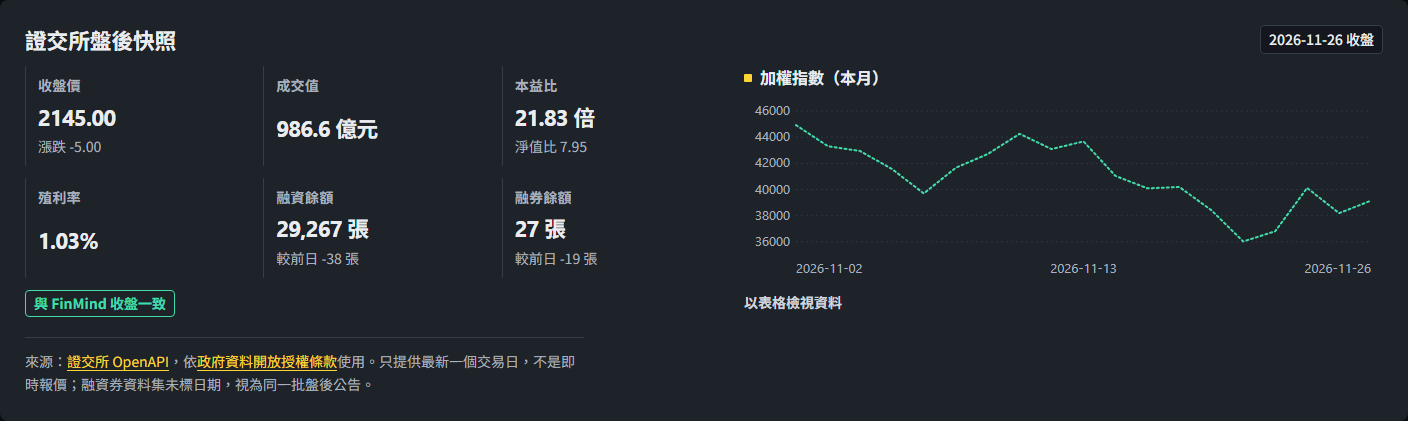 證交所盤後快照
2026-11-26 收盤
收盤價
2145.00
漲跌 -5.00
成交值
986.6 億元
本益比
21.83 倍
淨值比 7.95
殖利率
1.03%
融資餘額
29,267 張
較前日 -38 張
融券餘額
27 張
較前日 -19 張
與 FinMind 收盤一致
來源：證交所 OpenAPI，依政府資料開放授權條款使用。只提供最新一個交易日，不是即
時報價；融資券資料集未標日期，視為同一批盤後公告。
加權指數（本月）
46000
44000
42000
40000
38000
36000
2026-11-02
2026-11-13
2026-11-26
以表格檢視資料